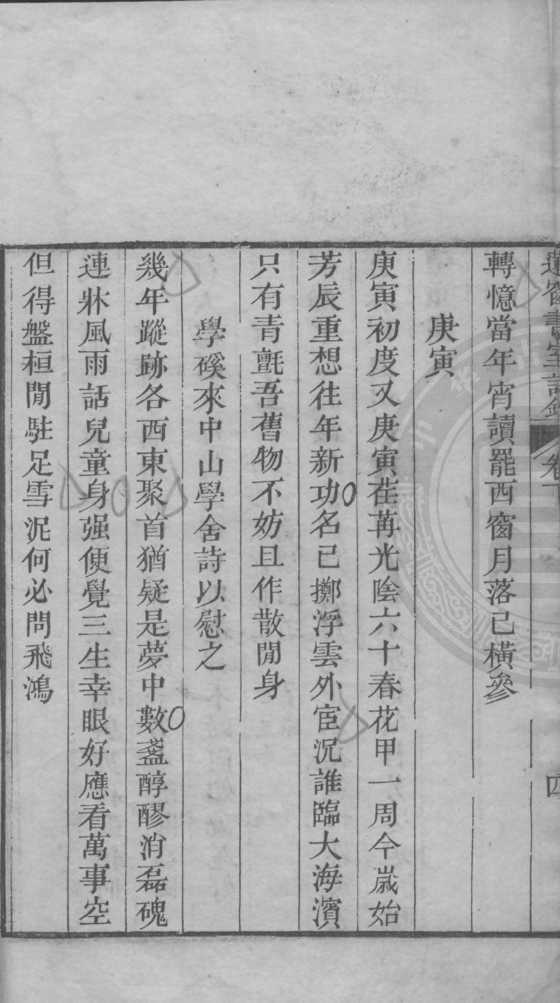 轉憶當年宵讀罷西窗月落已橫參
庚寅
庚寅初度又庚寅荏苒光陰六十春花甲一周今歲始
芳辰重想往年新功名已擲浮雲外宦況誰臨大海濱
只有青氈吾舊物不妨且作散閒身
學磎來中山學舍詩以慰之
幾年蹤跡各西東聚首猶疑是夢中數盞醇醪消磊磈
連牀風雨話兒童身强便覺三生幸眼好應看萬事空
但得盤桓閒駐足雪泥何必問飛鴻